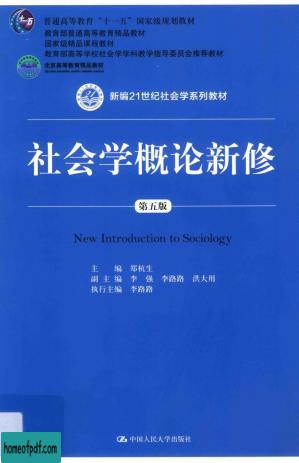 普通高等教育“十一五”国家级规划教材
教育部普通高等教育精品教材
国家级精品课程教材
教育部高等学校社会学学科教学指导委员会推荐教材
北京高等教育精品教材
新编21世纪社会学系列教材
社会学概论新修
第五版
New Introduction to Sociology
主 编 郑杭生
副主编 李 强 李路路 洪大用
执行主编 李路路
homeofpdf.com
中国人民大学出版社